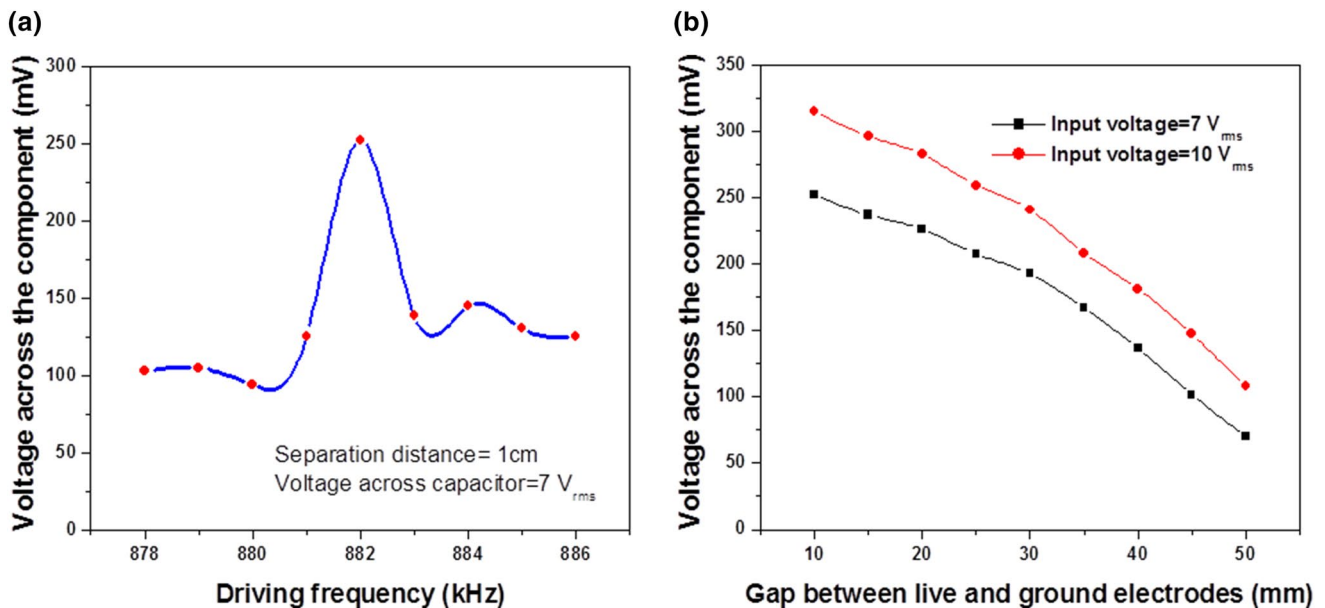 (a)
300
250
200
150
100
50
0
Voltage across the component (mV)
Separation distance= 1cm
Voltage across capacitor=7 Vrms
878 880 882 884 886
Driving frequency (kHz)
(b)
350
300
250
200
150
100
50
0
Voltage across the component (mV)
Input voltage=7 Vrms
Input voltage=10 Vrms
10 20 30 40 50
Gap between live and ground electrodes (mm)